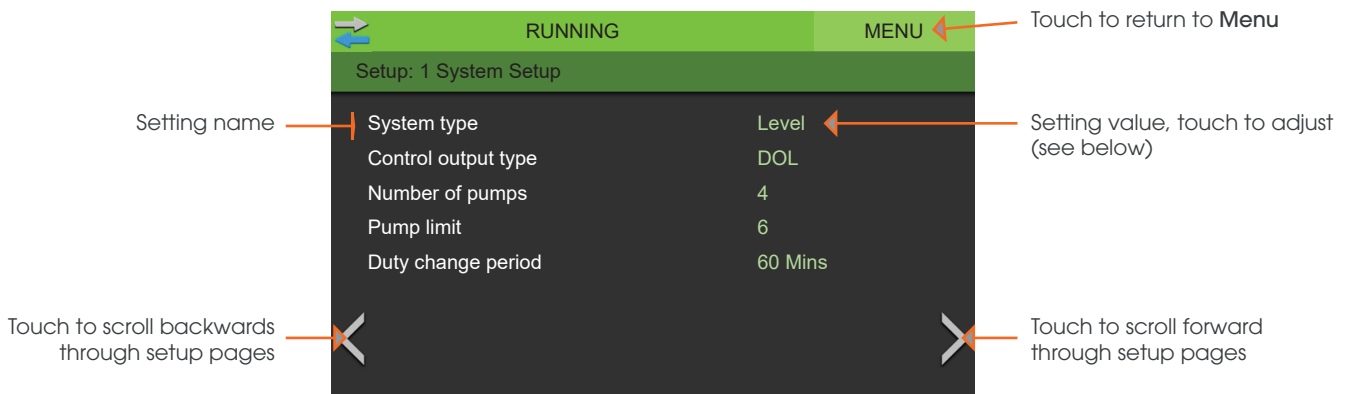 RUNNING
MENU
Touch to return to Menu
Setup: 1 System Setup
Setting name
System type
Level
Setting value, touch to adjust
(see below)
Control output type
DOL
Number of pumps
4
Pump limit
6
Duty change period
60 Mins
Touch to scroll backwards
through setup pages
Touch to scroll forward
through setup pages